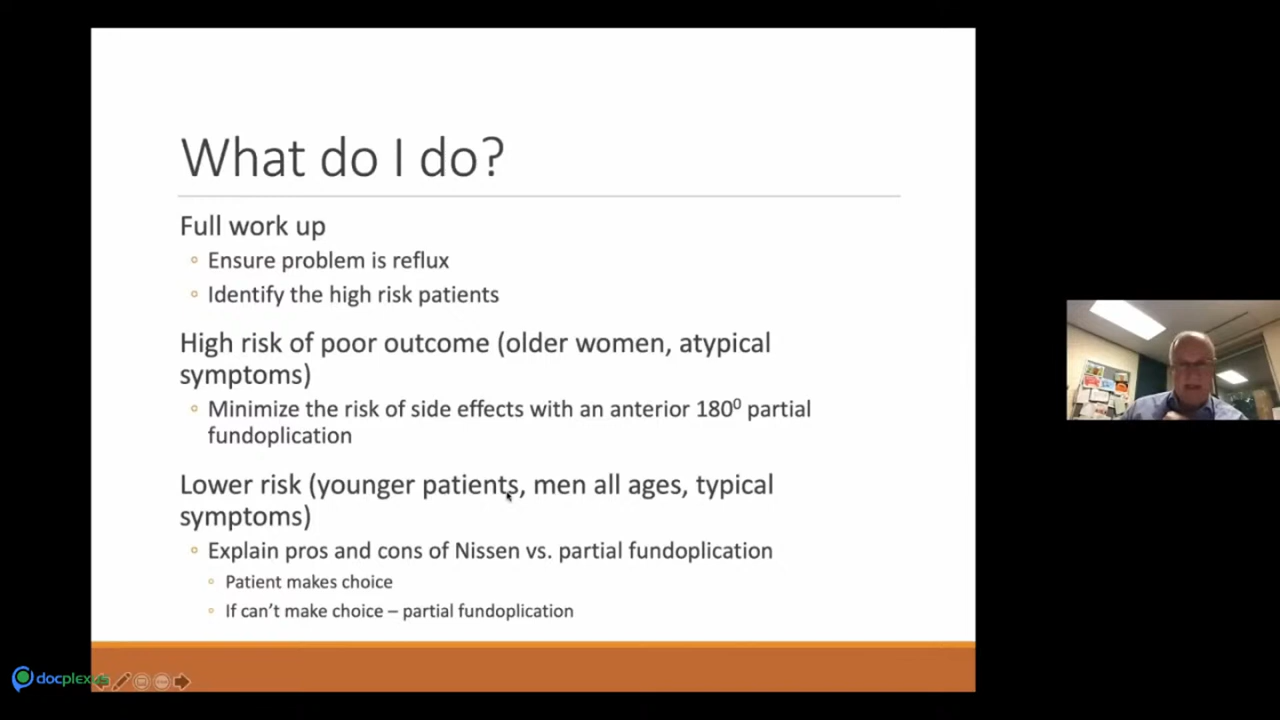 What do I do?
Full work up
◦ Ensure problem is reflux
◦ Identify the high risk patients
High risk of poor outcome (older women, atypical
symptoms)
◦ Minimize the risk of side effects with an anterior 180⁰ partial
fundoplication
Lower risk (younger patients, men all ages, typical
symptoms)
◦ Explain pros and cons of Nissen vs. partial fundoplication
◦ Patient makes choice
◦ If can't make choice – partial fundoplication
docplexus